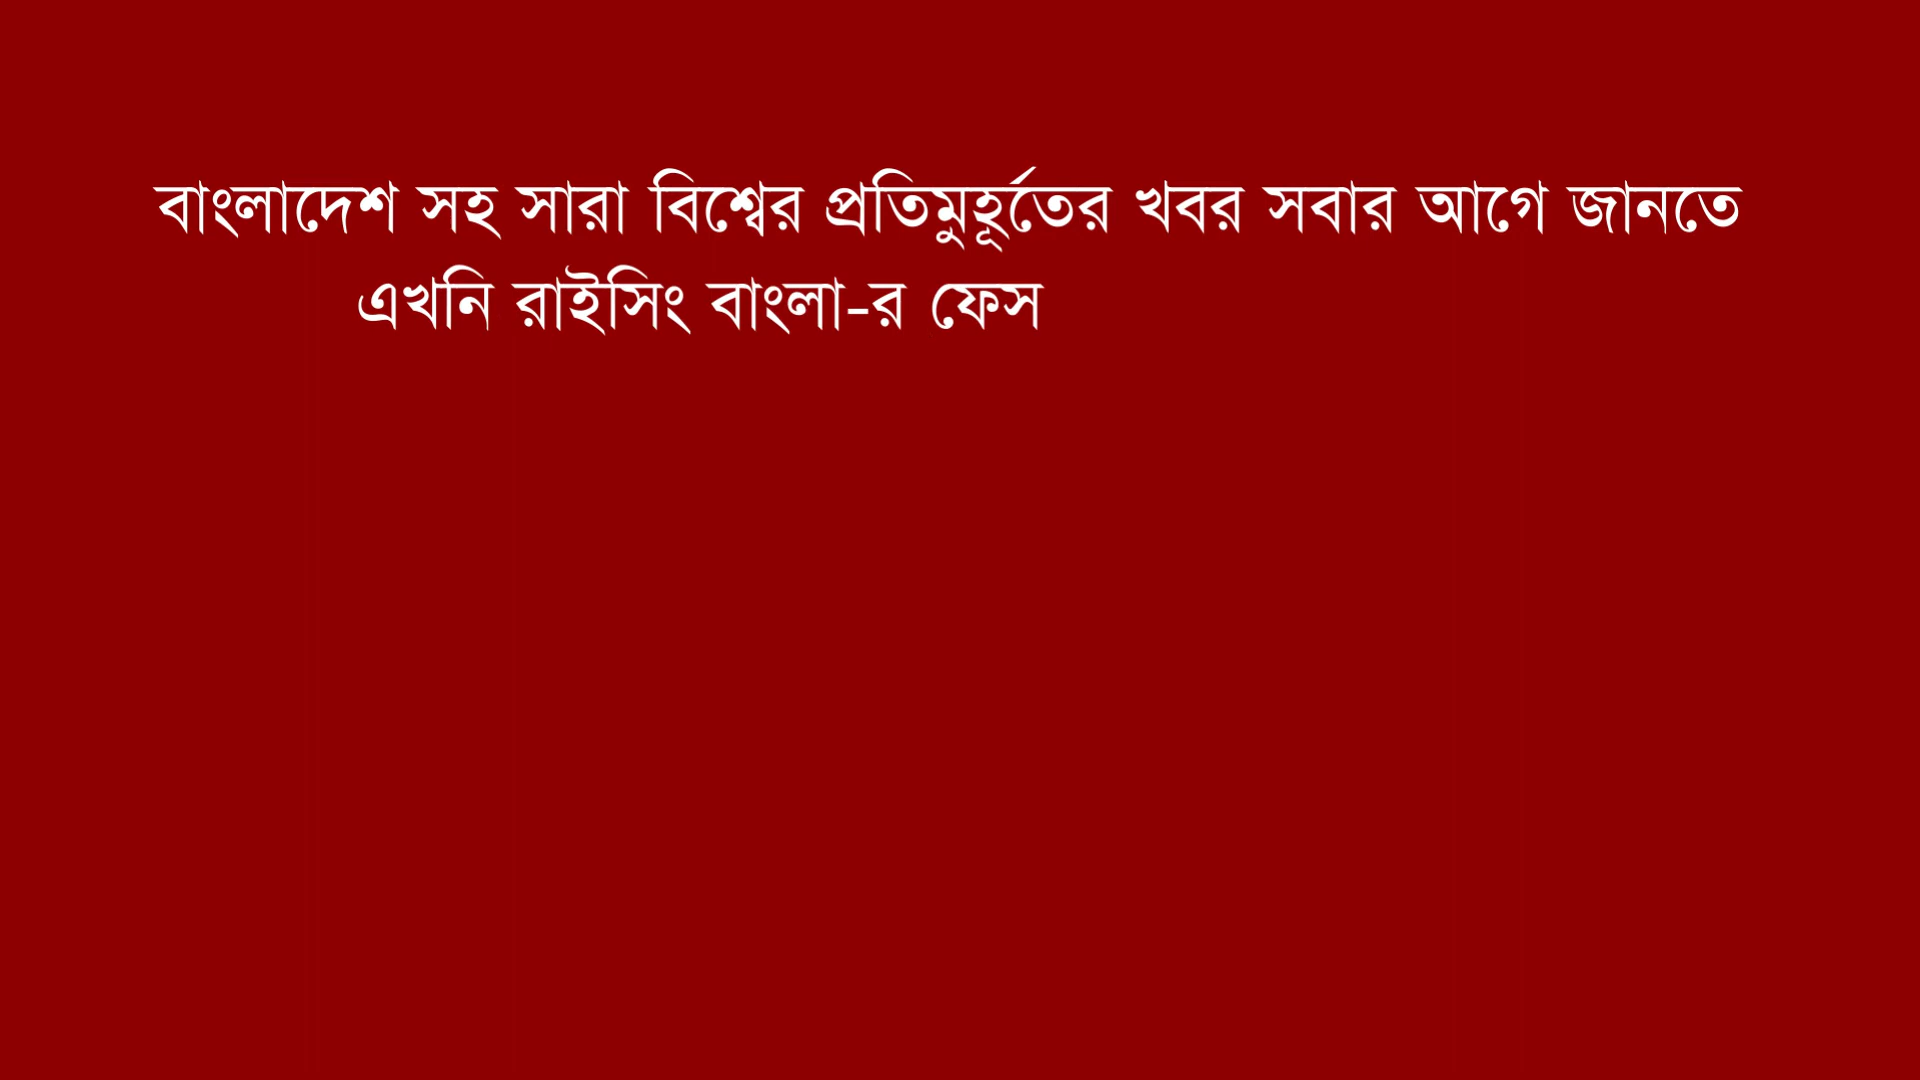 বাংলাদেশ সহ সারা বিশ্বের প্রতিমুহূর্তের খবর সবার আগে জানতে
এখনি রাইসিং বাংলা-র ফেস